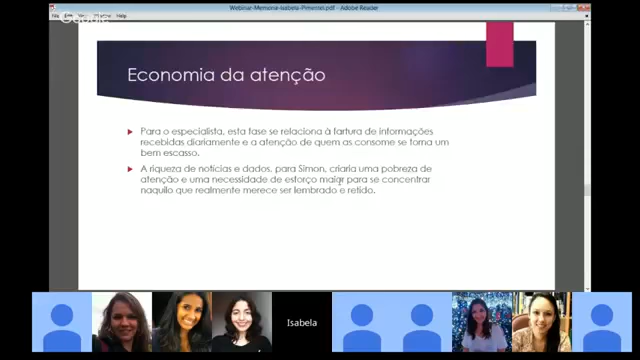 Webinar-Memoria-Isabela-Pimentel.pdf - Adobe Reader
Help
Economia da atenção
Para o especialista, esta fase se relaciona à fartura de informações
recebidas diariamente e a atenção de quem as consome se torna um
bem escasso.
A riqueza de notícias e dados, para Simon, criaria uma pobreza de
atenção e uma necessidade de esforço maior para se concentrar
naquilo que realmente merece ser lembrado e retido.
Isabela